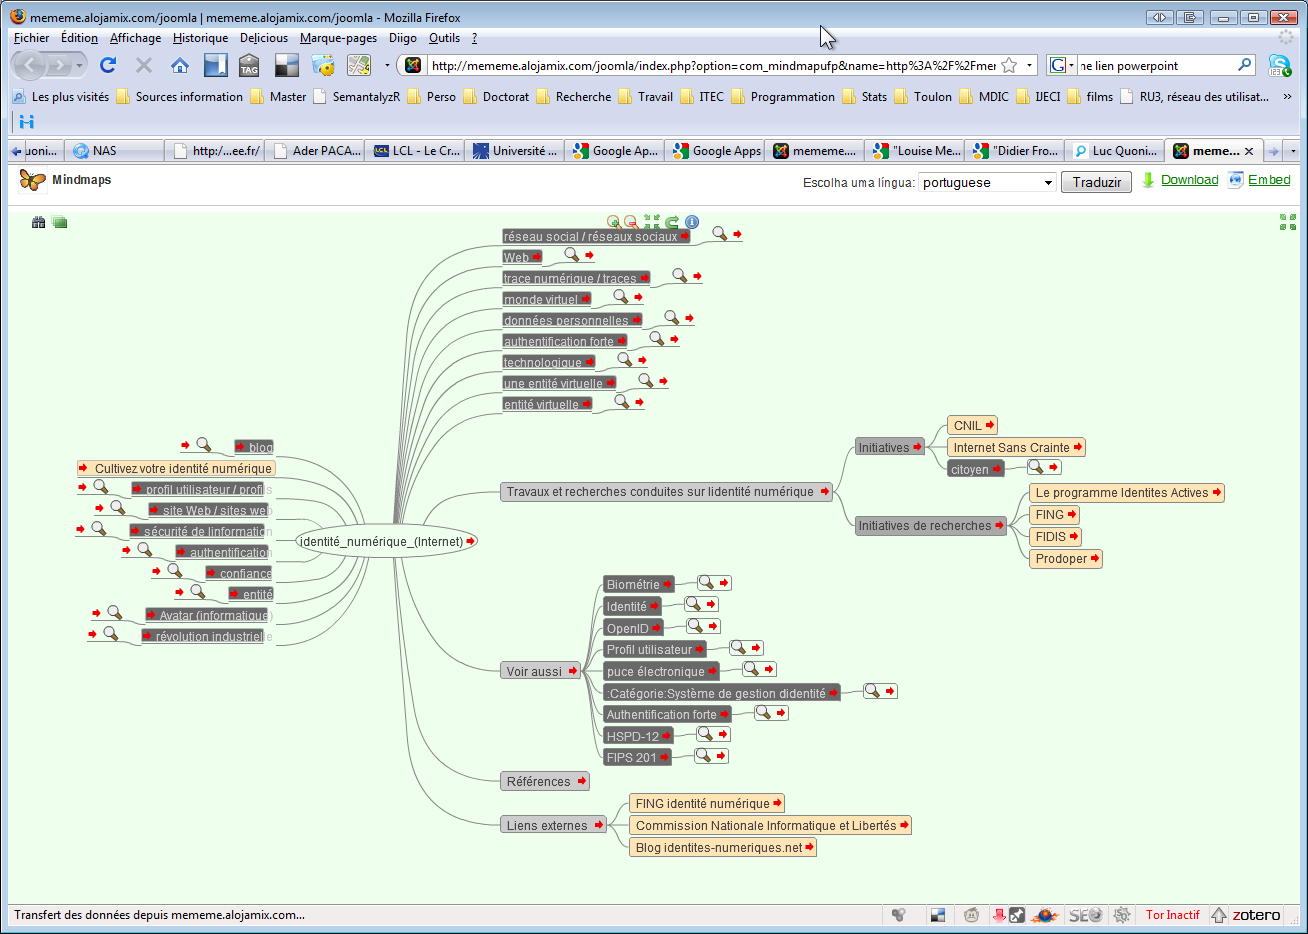 mememe.alojamix.com/joomla | mememe.alojamix.com/joomla - Mozilla Firefox
Fichier Édition Affichage Historique Delicious Marque-pages Diigo Outils ?
TAG http://mememe.alojamix.com/joomla/index.php?option=com_mindmapufp&name=http%3A%2F%2Fmer G ne lien powerpoint
Les plus visités Sources information Master SemantalyzR Perso Doctorat Recherche Travail ITEC Programmation Stats Toulon MDIC IJECI films RU3, réseau des utilisat... »
uoni... NAS http:/...ee.fr/ Ader PACA... LCL - Le Cr... Université ... Google Ap... Google Apps mememe.... "Louise Me... "Didier Fro... Luc Quoni... meme...
Mindmaps Escolha uma língua: portuguese Traduzir Download Embed
réseau social / réseaux sociaux
Web
trace numérique / traces
monde virtuel
données personnelles
authentification forte
technologique
une entité virtuelle
entité virtuelle
blog
Cultivez votre identité numérique
profil utilisateur / profils
site Web / sites web
sécurité de linformation
authentification
confiance
entité
Avatar (informatique)
révolution industrielle
identité_numérique_(Internet)
Travaux et recherches conduites sur lidentité numérique
Initiatives
CNIL
Internet Sans Crainte
citoyen
Initiatives de recherches
Le programme Identites Actives
FING
FIDIS
Prodoper
Voir aussi
Biométrie
Identité
OpenID
Profil utilisateur
puce électronique
:Catégorie:Système de gestion didentité
Authentification forte
HSPD-12
FIPS 201
Références
Liens externes
FING identité numérique
Commission Nationale Informatique et Libertés
Blog identites-numeriques.net
Transfert des données depuis mememe.alojamix.com... SEO Tor Inactif zotero